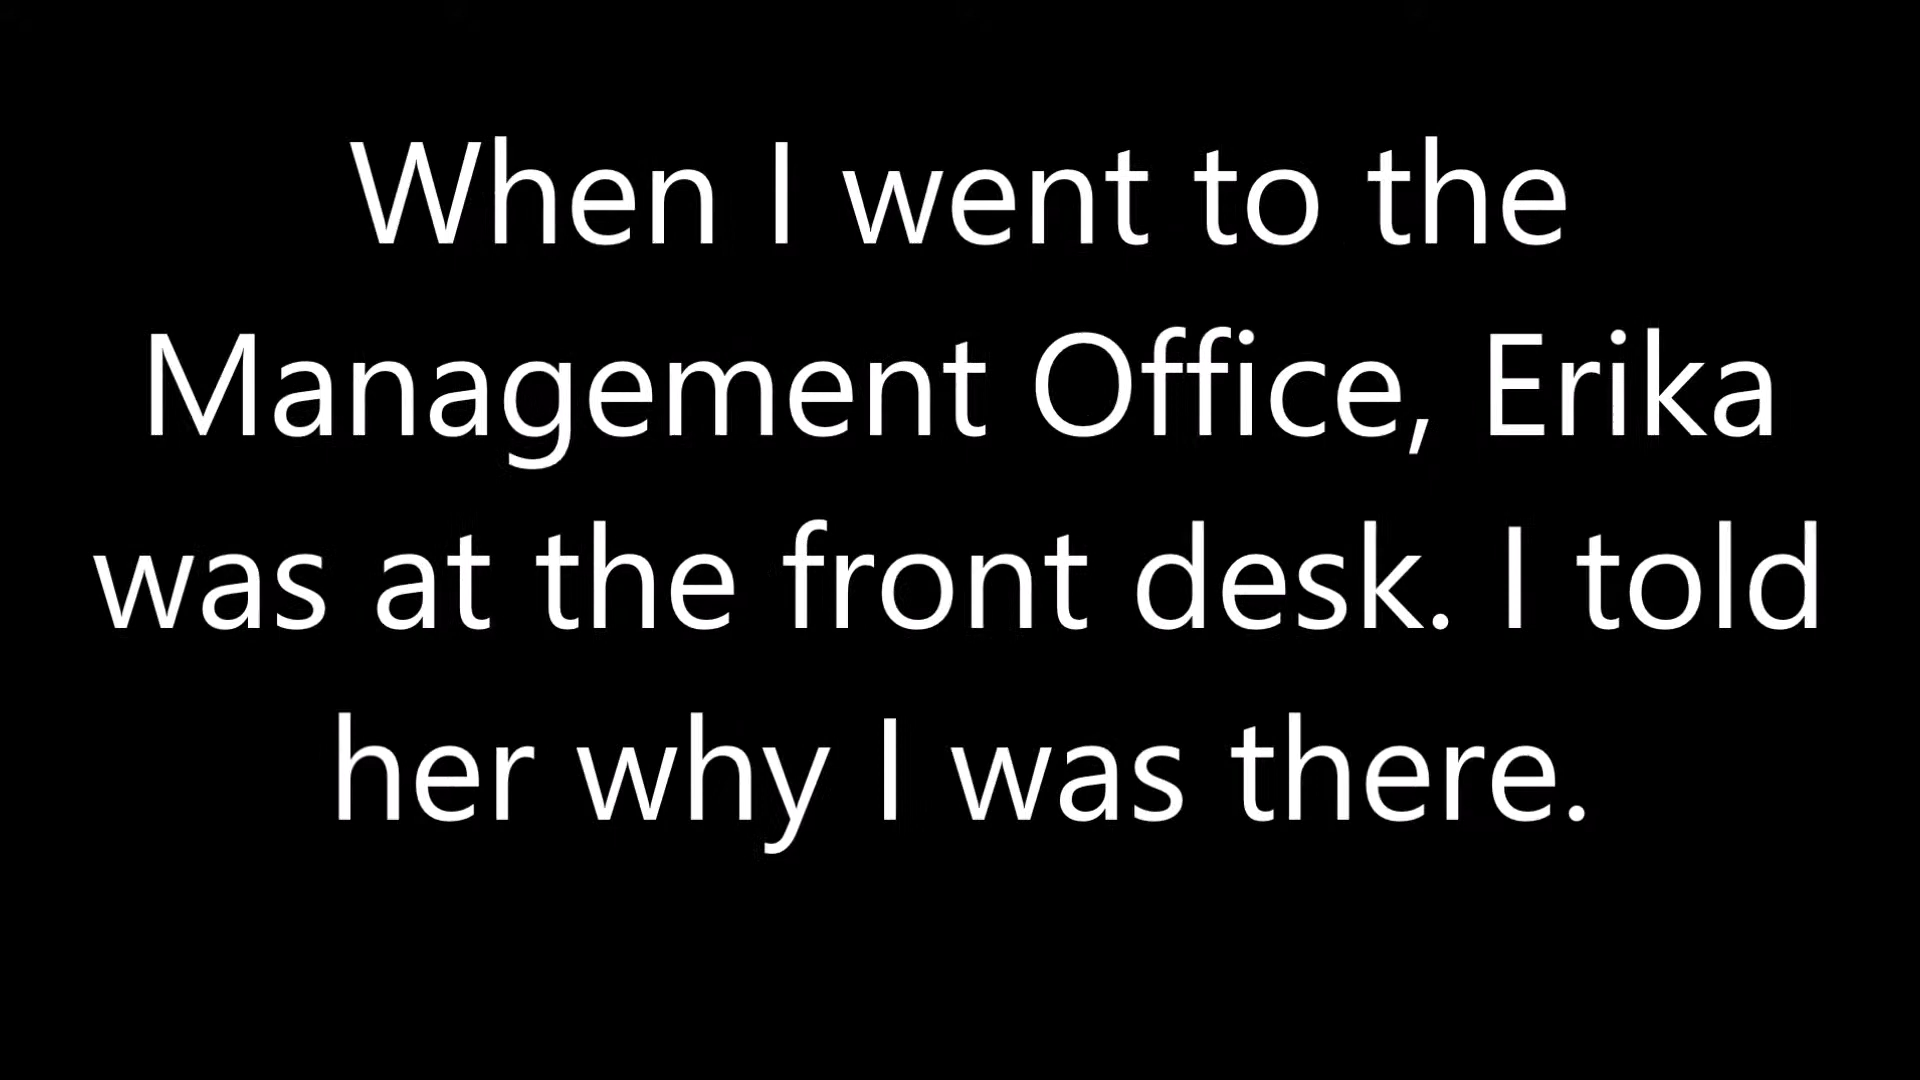 When I went to the
Management Office, Erika
was at the front desk. I told
her why I was there.